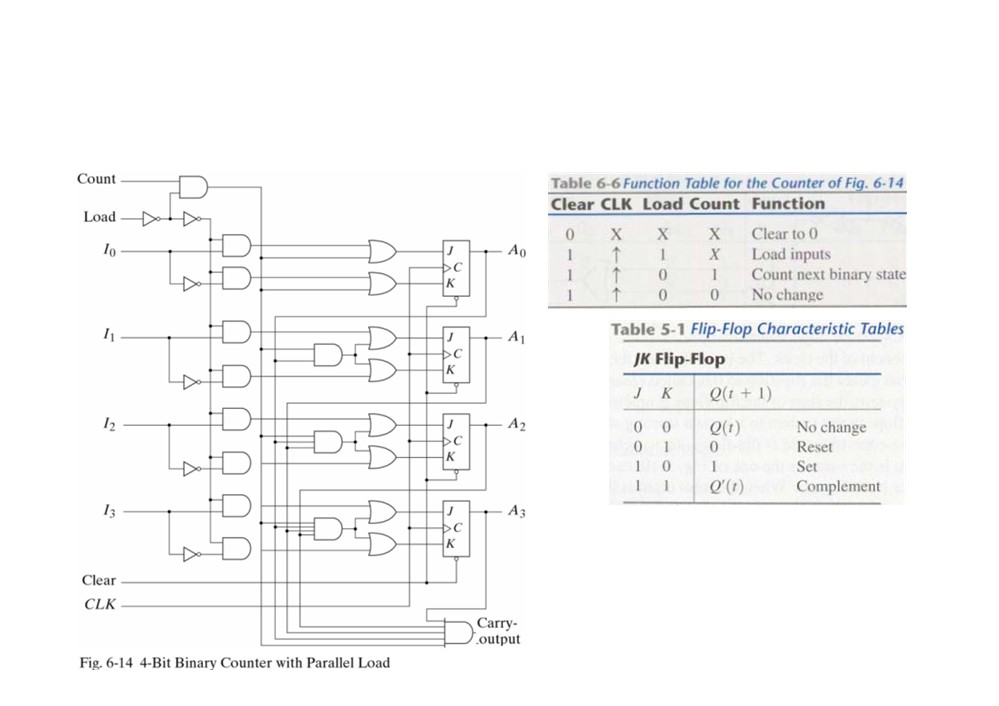 Count
Load
I0
J
C
K
A0
I1
J
C
K
A1
I2
J
C
K
A2
I3
J
C
K
A3
Clear
CLK
Carry-
output
Fig. 6-14 4-Bit Binary Counter with Parallel Load
Table 6-6 Function Table for the Counter of Fig. 6-14
Clear CLK Load Count Function
0 X X X Clear to 0
1 ↑ 1 X Load inputs
1 ↑ 0 1 Count next binary state
1 ↑ 0 0 No change
Table 5-1 Flip-Flop Characteristic Tables
JK Flip-Flop
J K Q(t + 1)
0 0 Q(t) No change
0 1 0 Reset
1 0 1 Set
1 1 Q′(t) Complement